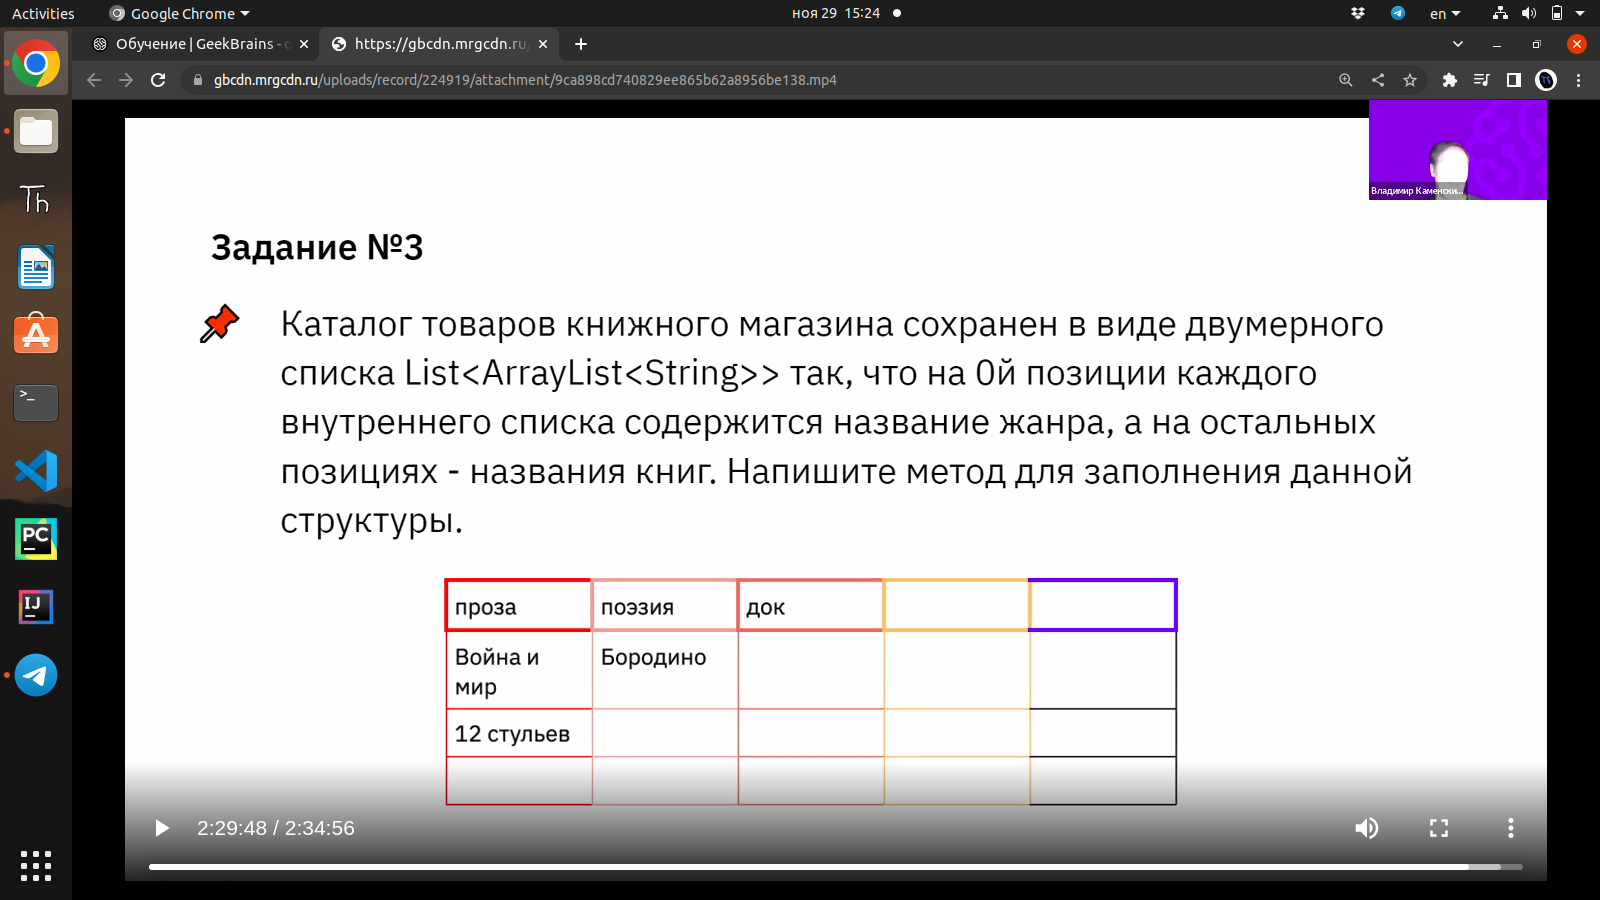 Activities
Google Chrome
ноя 29 15:24
en
Обучение | GeekBrains - о
https://gbcdn.mrgcdn.ru
gbcdn.mrgcdn.ru/uploads/record/224919/attachment/9ca898cd740829ee865b62a8956be138.mp4
Владимир Каменски...
Th
>_
PC
IJ
Задание №3
Каталог товаров книжного магазина сохранен в виде двумерного
списка List<ArrayList<String>> так, что на 0й позиции каждого
внутреннего списка содержится название жанра, а на остальных
позициях - названия книг. Напишите метод для заполнения данной
структуры.
проза поэзия док
Война и Бородино
мир
12 стульев
2:29:48 / 2:34:56